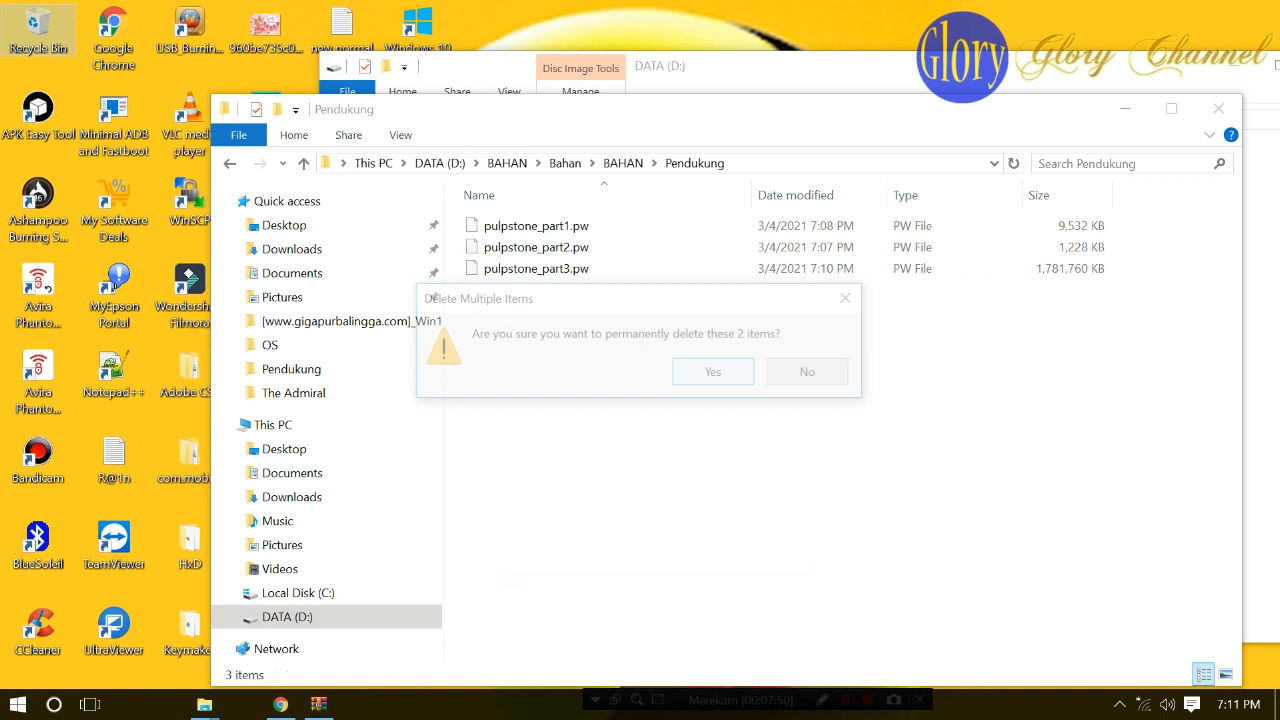 Recycle Bin
Google
Chrome
USB_Burnin...
960be735c0...
new normal
Windows 10
Glory
Glory Channel
Disc Image Tools
DATA (D:)
File
Home
Share
View
Manage
Pendukung
File
Home
Share
View
This PC
DATA (D:)
BAHAN
Bahan
BAHAN
Pendukung
Search Pendukung
APK Easy Tool
Minimal ADB
and Fastboot
VLC medi
player
Ashampoo
Burning S...
My Software
Deals
WinSCP
Avira
Phanto...
MyEpson
Portal
Wondersh
Filmora
Avira
Phanto...
Notepad++
Adobe CS
Bandicam
R@1n
com.mobi
BlueSoleil
TeamViewer
HxD
CCleaner
UltraViewer
Keymake
Quick access
Desktop
Downloads
Documents
Pictures
[www.gigapurbalingga.com]_Win1
OS
Pendukung
The Admiral
This PC
Desktop
Documents
Downloads
Music
Pictures
Videos
Local Disk (C:)
DATA (D:)
Network
Name
Date modified
Type
Size
pulpstone_part1.pw
3/4/2021 7:08 PM
PW File
9,532 KB
pulpstone_part2.pw
3/4/2021 7:07 PM
PW File
1,228 KB
pulpstone_part3.pw
3/4/2021 7:10 PM
PW File
1,781,760 KB
Delete Multiple Items
Are you sure you want to permanently delete these 2 items?
Yes
No
3 items
Merekam [00:07:50]
7:11 PM